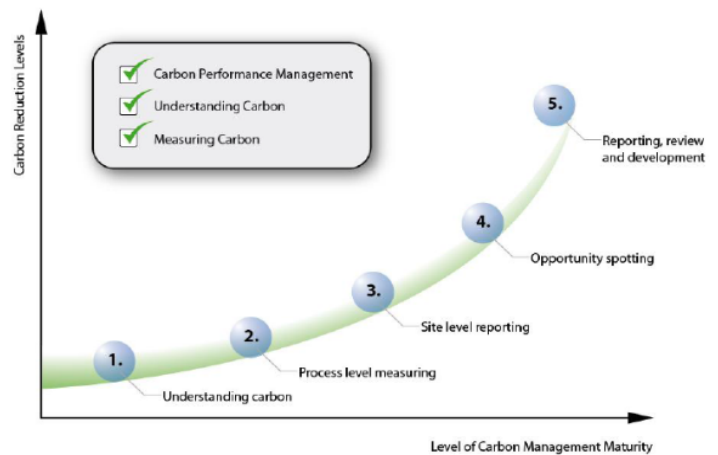 Carbon Reduction Levels
Carbon Performance Management
Understanding Carbon
Measuring Carbon
5.
Reporting, review
and development
4.
Opportunity spotting
3.
Site level reporting
2.
Process level measuring
1.
Understanding carbon
Level of Carbon Management Maturity